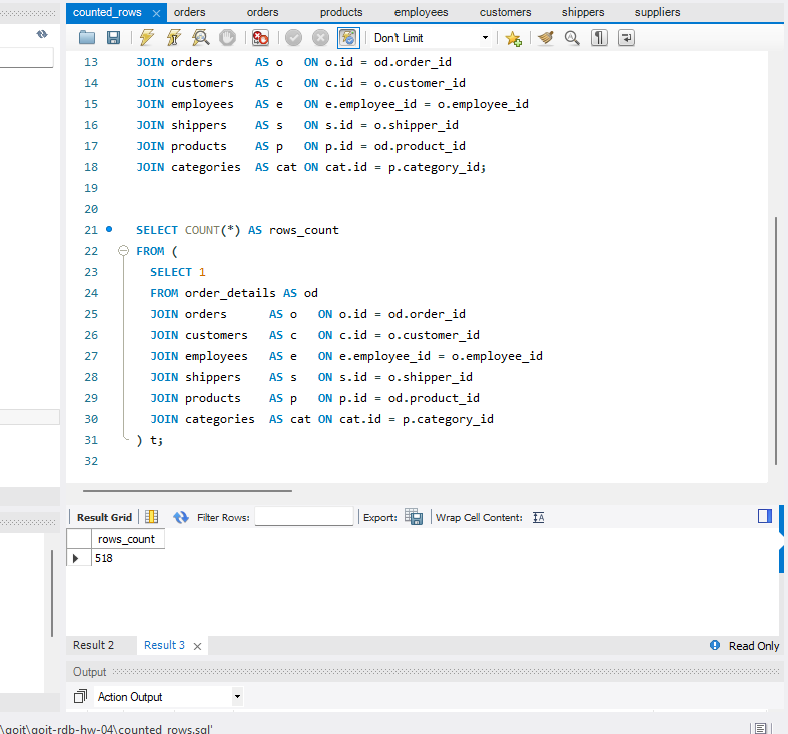 counted_rows orders orders products employees customers shippers suppliers
Don't Limit
13 JOIN orders AS o ON o.id = od.order_id
14 JOIN customers AS c ON c.id = o.customer_id
15 JOIN employees AS e ON e.employee_id = o.employee_id
16 JOIN shippers AS s ON s.id = o.shipper_id
17 JOIN products AS p ON p.id = od.product_id
18 JOIN categories AS cat ON cat.id = p.category_id;
19
20
21 SELECT COUNT(*) AS rows_count
22 FROM (
23 SELECT 1
24 FROM order_details AS od
25 JOIN orders AS o ON o.id = od.order_id
26 JOIN customers AS c ON c.id = o.customer_id
27 JOIN employees AS e ON e.employee_id = o.employee_id
28 JOIN shippers AS s ON s.id = o.shipper_id
29 JOIN products AS p ON p.id = od.product_id
30 JOIN categories AS cat ON cat.id = p.category_id
31 ) t;
32
Result Grid Filter Rows: Export: Wrap Cell Content:
rows_count
518
Result 2 Result 3 Read Only
Output
Action Output
\goit\goit-rdb-hw-04\counted_rows.sql'